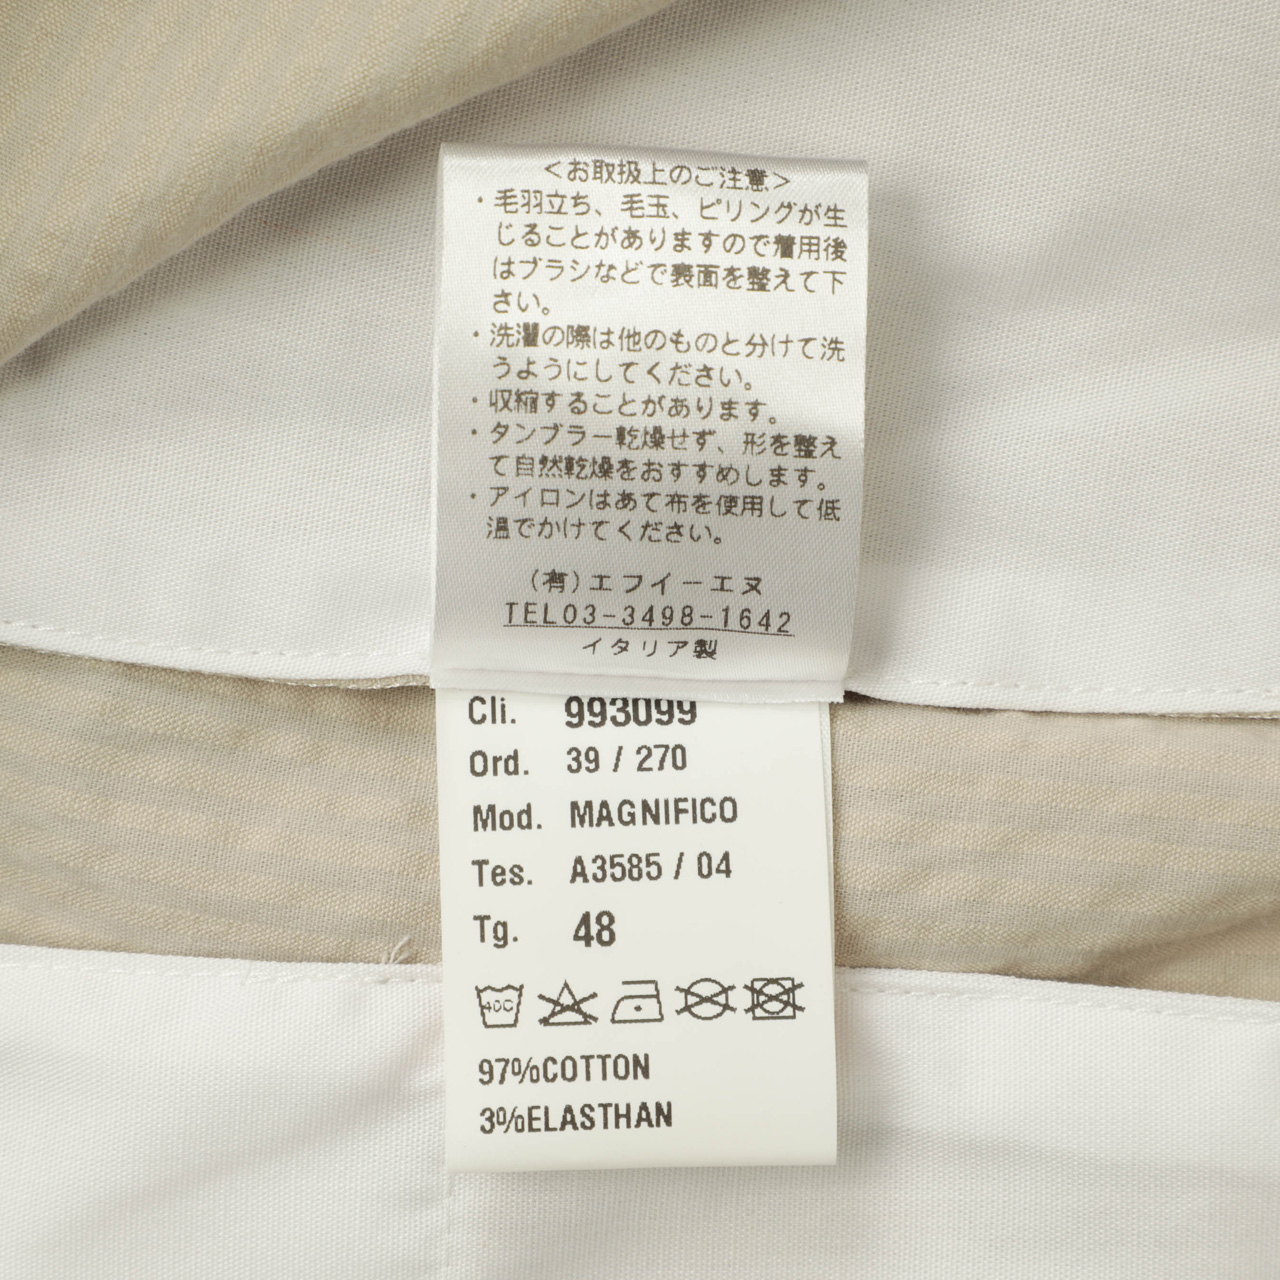 <お取扱上のご注意>
・毛羽立ち、毛玉、ピリングが生
じることがありますので着用後
はブラシなどで表面を整えて下
さい。
・洗濯の際は他のものと分けて洗
うようにしてください。
・収縮することがあります。
・タンブラー乾燥せず、形を整え
て自然乾燥をおすすめします。
・アイロンはあて布を使用して低
温でかけてください。
(有)エフイーエヌ
TEL03-3498-1642
イタリア製
Cli. 993099
Ord. 39 / 270
Mod. MAGNIFICO
Tes. A3585 / 04
Tg. 48
40C
97%COTTON
3%ELASTHAN